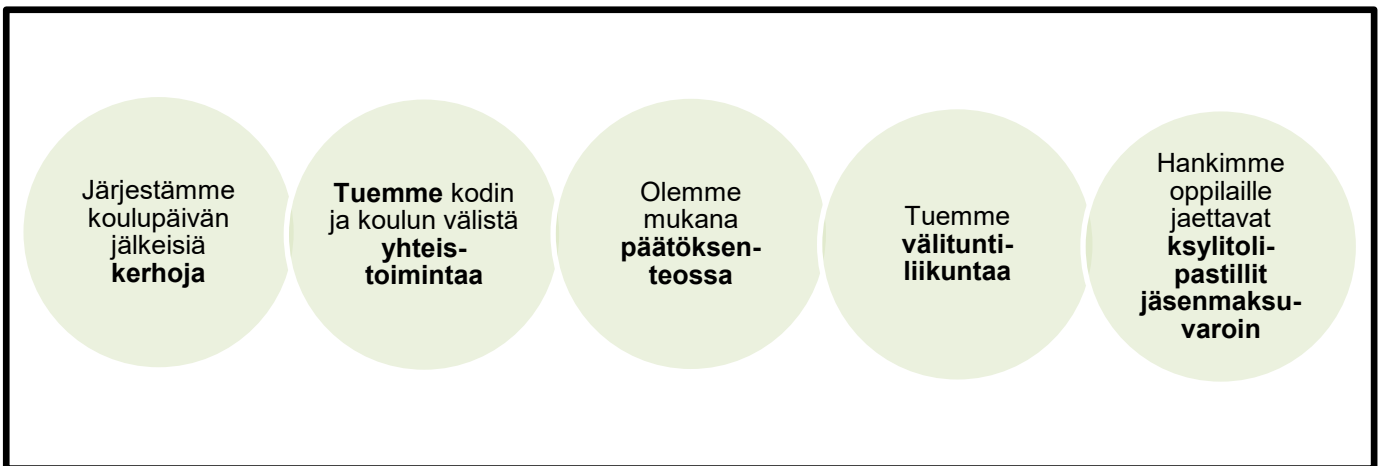 Järjestämme
koulupäivän
jälkeisiä
kerhoja
Tuemme kodin
ja koulun välistä
yhteis-
toimintaa
Olemme
mukana
päätöksen-
teossa
Tuemme
välitunti-
liikuntaa
Hankimme
oppilaille
jaettavat
ksylitoli-
pastillit
jäsenmaksu-
varoin